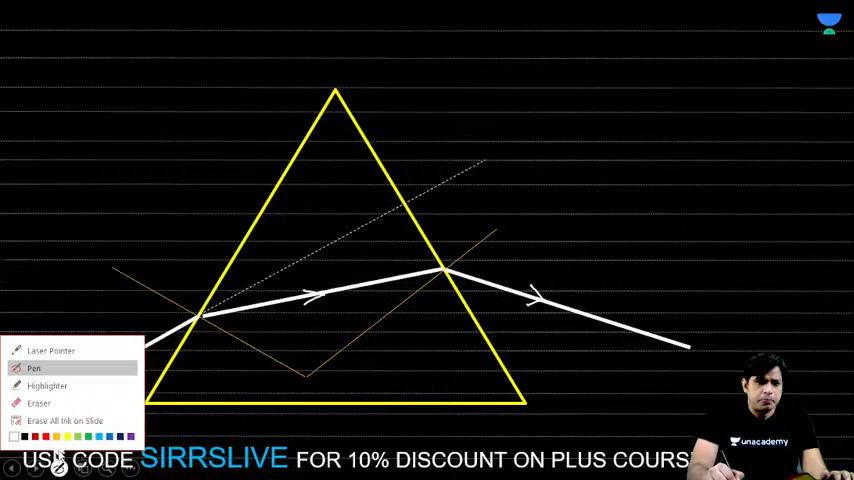 Laser Pointer
Pen
Highlighter
Eraser
Erase All Ink on Slide
unacademy
USE CODE SIRRSLIVE FOR 10% DISCOUNT ON PLUS